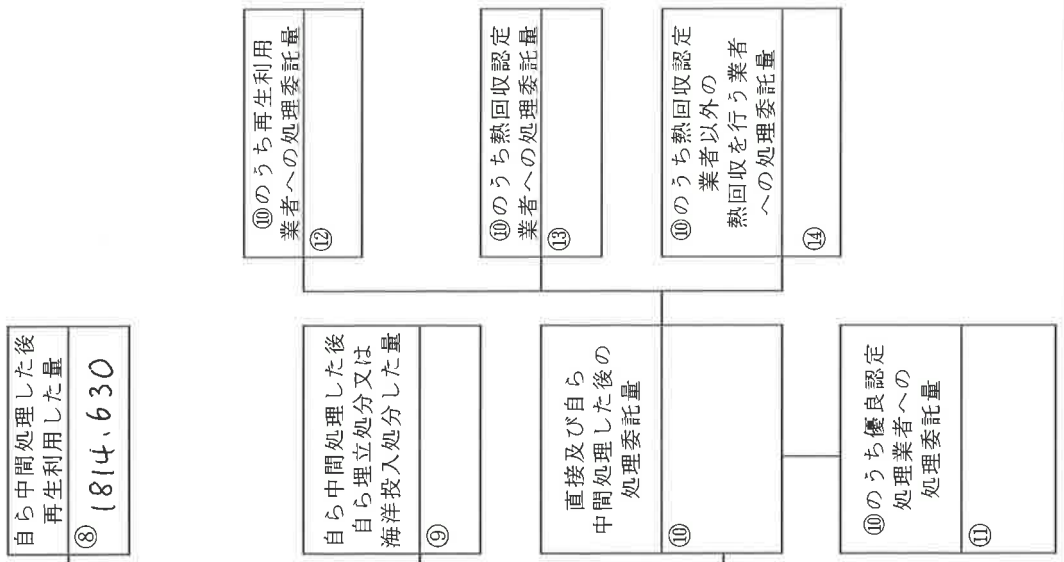 自ら中間処理した後
再生利用した量
⑧
1814.630
自ら中間処理した後
自ら埋立処分又は
海洋投入処分した量
⑨
直接及び自ら
中間処理した後の
処理委託量
⑩
⑩のうち優良認定
処理業者への
処理委託量
⑪
⑩のうち再生利用
業者への処理委託量
⑫
⑩のうち熱回収認定
業者への処理委託量
⑬
⑩のうち熱回収認定
業者以外の
熱回収を行う業者
への処理委託量
⑭